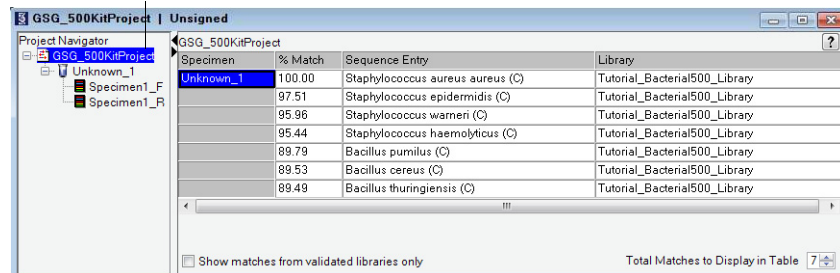 GSG_500KitProject | Unsigned
Project Navigator
GSG_500KitProject
Unknown_1
Specimen1_F
Specimen1_R
GSG_500KitProject ?
Specimen % Match Sequence Entry Library
Unknown_1 100.00 Staphylococcus aureus aureus (C) Tutorial_Bacterial500_Library
97.51 Staphylococcus epidermidis (C) Tutorial_Bacterial500_Library
95.96 Staphylococcus warneri (C) Tutorial_Bacterial500_Library
95.44 Staphylococcus haemolyticus (C) Tutorial_Bacterial500_Library
89.79 Bacillus pumilus (C) Tutorial_Bacterial500_Library
89.53 Bacillus cereus (C) Tutorial_Bacterial500_Library
89.49 Bacillus thuringiensis (C) Tutorial_Bacterial500_Library
Show matches from validated libraries only Total Matches to Display in Table 7